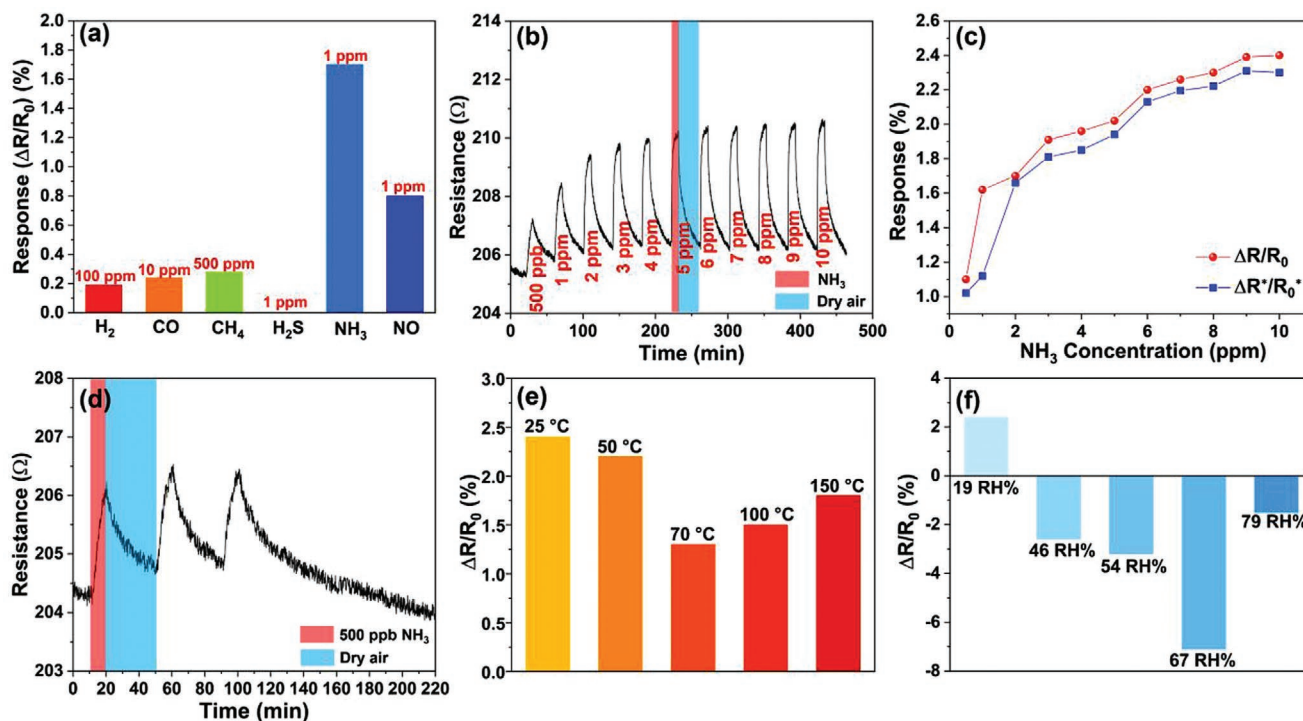 (a)
Response (ΔR/R₀) (%)
2.0
1.8
1.6
1.4
1.2
1.0
0.8
0.6
0.4
0.2
0.0
100 ppm
10 ppm
500 ppm
1 ppm
1 ppm
1 ppm
H₂
CO
CH₄
H₂S
NH₃
NO
(b)
Resistance (Ω)
214
212
210
208
206
204
500 ppb
1 ppm
2 ppm
3 ppm
4 ppm
5 ppm
6 ppm
7 ppm
8 ppm
9 ppm
10 ppm
NH₃
Dry air
0 100 200 300 400 500
Time (min)
(c)
Response (%)
2.6
2.4
2.2
2.0
1.8
1.6
1.4
1.2
1.0
ΔR/R₀
ΔR*/R₀*
0 2 4 6 8 10
NH₃ Concentration (ppm)
(d)
Resistance (Ω)
208
207
206
205
204
203
500 ppb NH₃
Dry air
0 20 40 60 80 100 120 140 160 180 200 220
Time (min)
(e)
ΔR/R₀ (%)
3.0
2.5
2.0
1.5
1.0
0.5
0.0
25 °C
50 °C
70 °C
100 °C
150 °C
(f)
ΔR/R₀ (%)
4
2
0
-2
-4
-6
-8
19 RH%
46 RH%
54 RH%
67 RH%
79 RH%